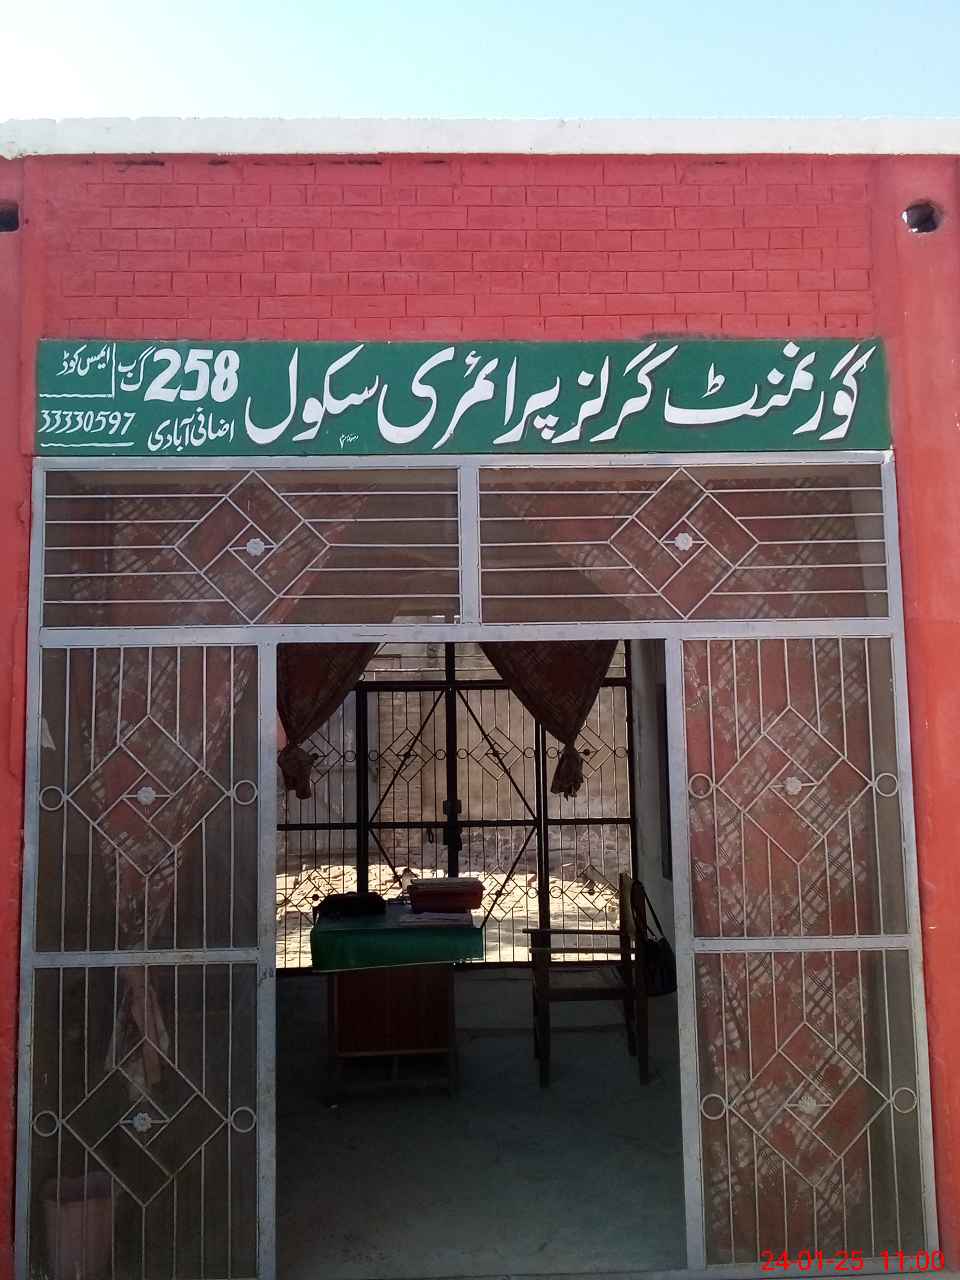 گورنمنٹ گرلز پرائمری سکول 258 گ ب
اضافی آبادی
ایمس کوڈ
33330597
24-01-25 11:00